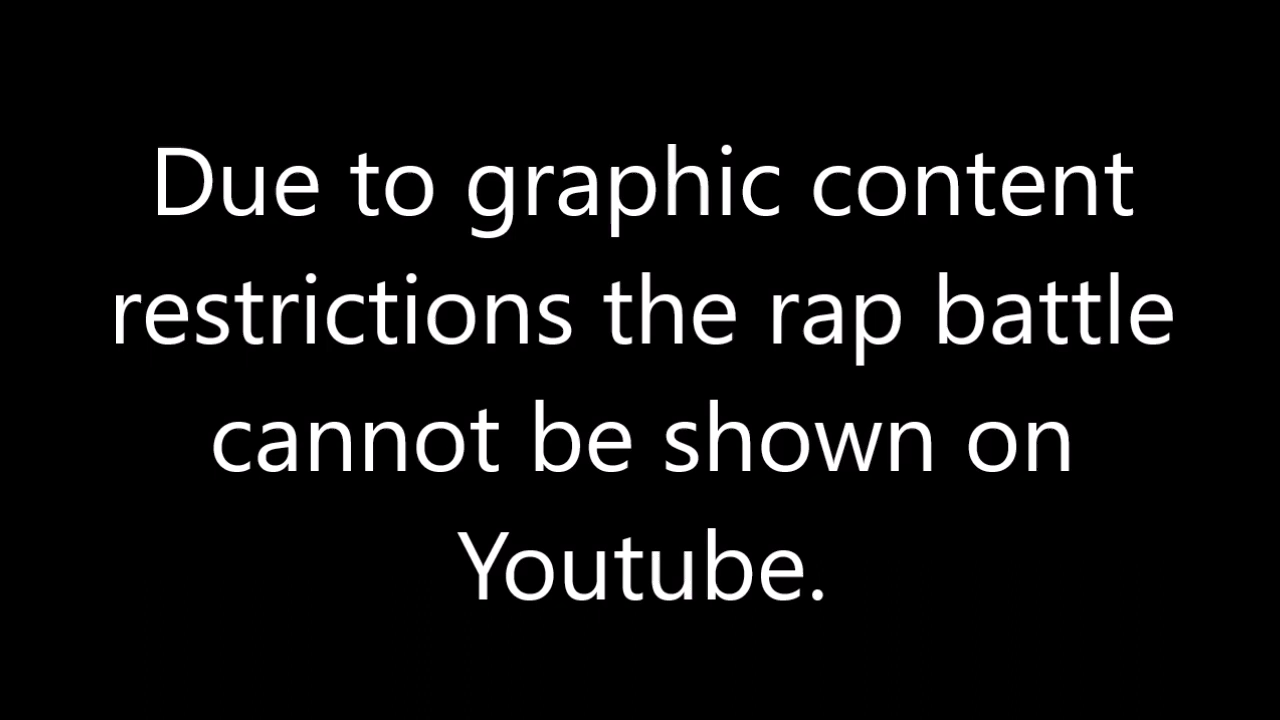 Due to graphic content
restrictions the rap battle
cannot be shown on
Youtube.